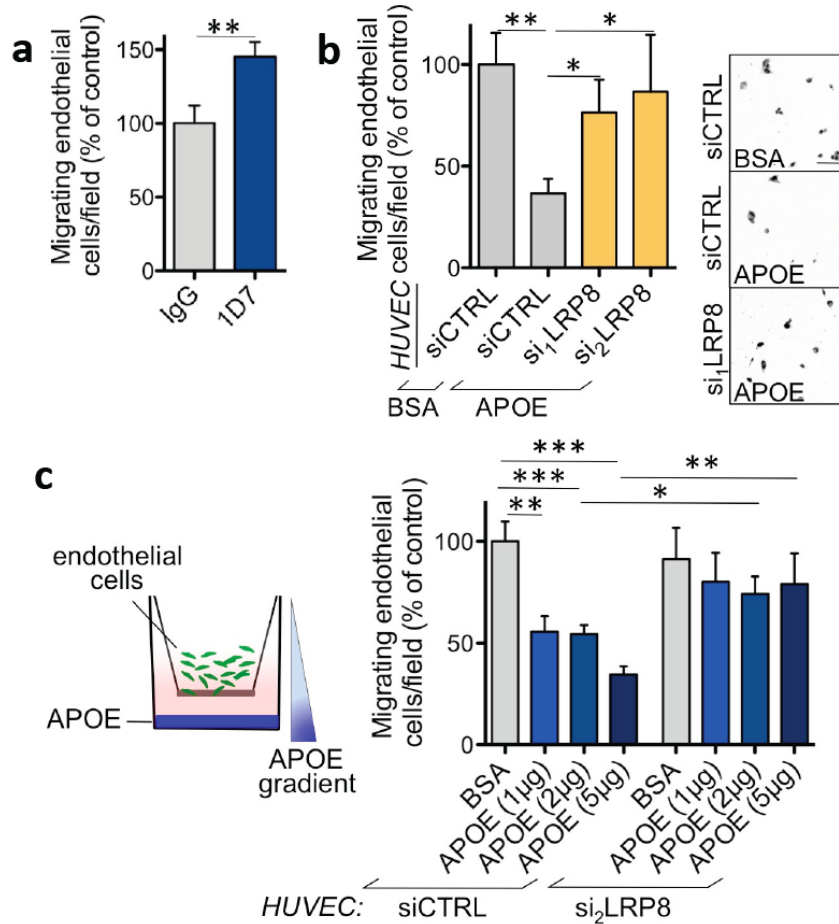 a
Migrating endothelial
cells/field (% of control)
**
150
100
50
0
IgG
1D7
b
Migrating endothelial
cells/field (% of control)
**
*
*
100
50
0
HUVEC
siCTRL
siCTRL
si₁LRP8
si₂LRP8
BSA
APOE
siCTRL
BSA
siCTRL
APOE
si₁LRP8
APOE
c
endothelial
cells
APOE
APOE
gradient
Migrating endothelial
cells/field (% of control)
***
***
**
**
*
100
50
0
BSA
APOE (1µg)
APOE (2µg)
APOE (5µg)
BSA
APOE (1µg)
APOE (2µg)
APOE (5µg)
HUVEC:
siCTRL
si₂LRP8